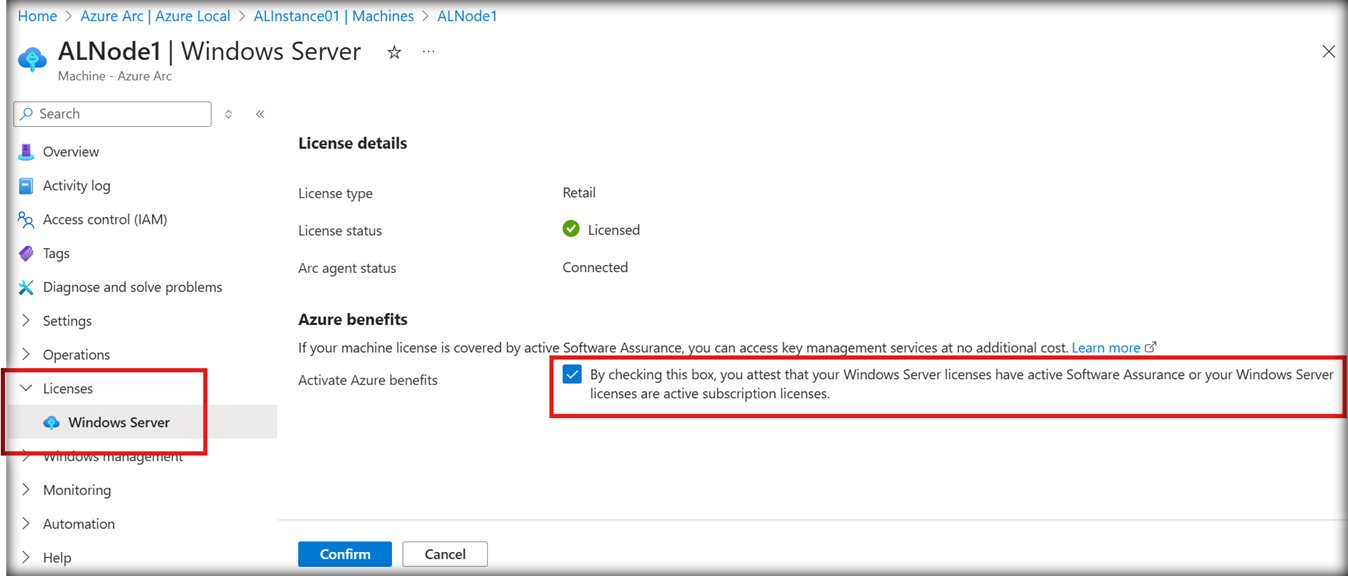 Home > Azure Arc | Azure Local > ALInstance01 | Machines > ALNode1
ALNode1 | Windows Server
Machine - Azure Arc
Search
Overview
Activity log
Access control (IAM)
Tags
Diagnose and solve problems
Settings
Operations
Licenses
Windows Server
Windows management
Monitoring
Automation
Help
License details
License type Retail
License status Licensed
Arc agent status Connected
Azure benefits
If your machine license is covered by active Software Assurance, you can access key management services at no additional cost. Learn more
Activate Azure benefits By checking this box, you attest that your Windows Server licenses have active Software Assurance or your Windows Server
licenses are active subscription licenses.
Confirm Cancel